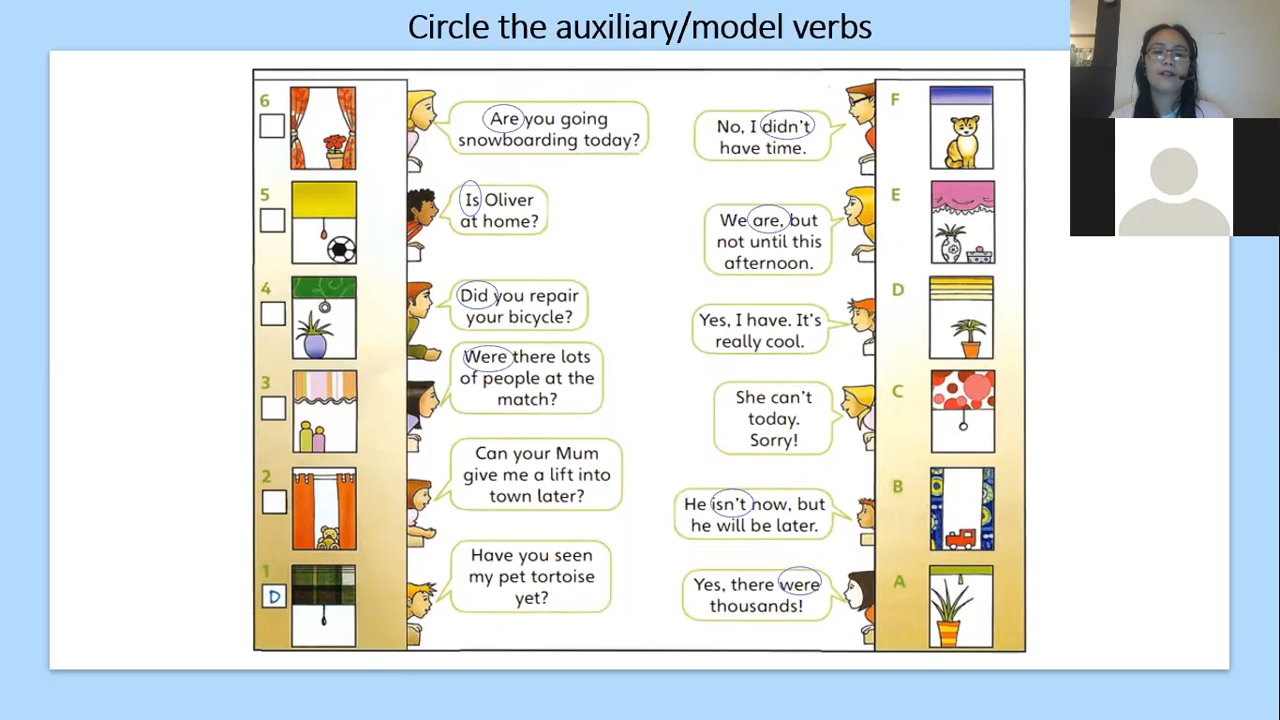 Circle the auxiliary/model verbs
6
Are you going
snowboarding today?
5
Is Oliver
at home?
4
Did you repair
your bicycle?
3
Were there lots
of people at the
match?
2
Can your Mum
give me a lift into
town later?
1
D
Have you seen
my pet tortoise
yet?
F
No, I didn't
have time.
E
We are, but
not until this
afternoon.
D
Yes, I have. It's
really cool.
C
She can't
today.
Sorry!
B
He isn't now, but
he will be later.
A
Yes, there were
thousands!